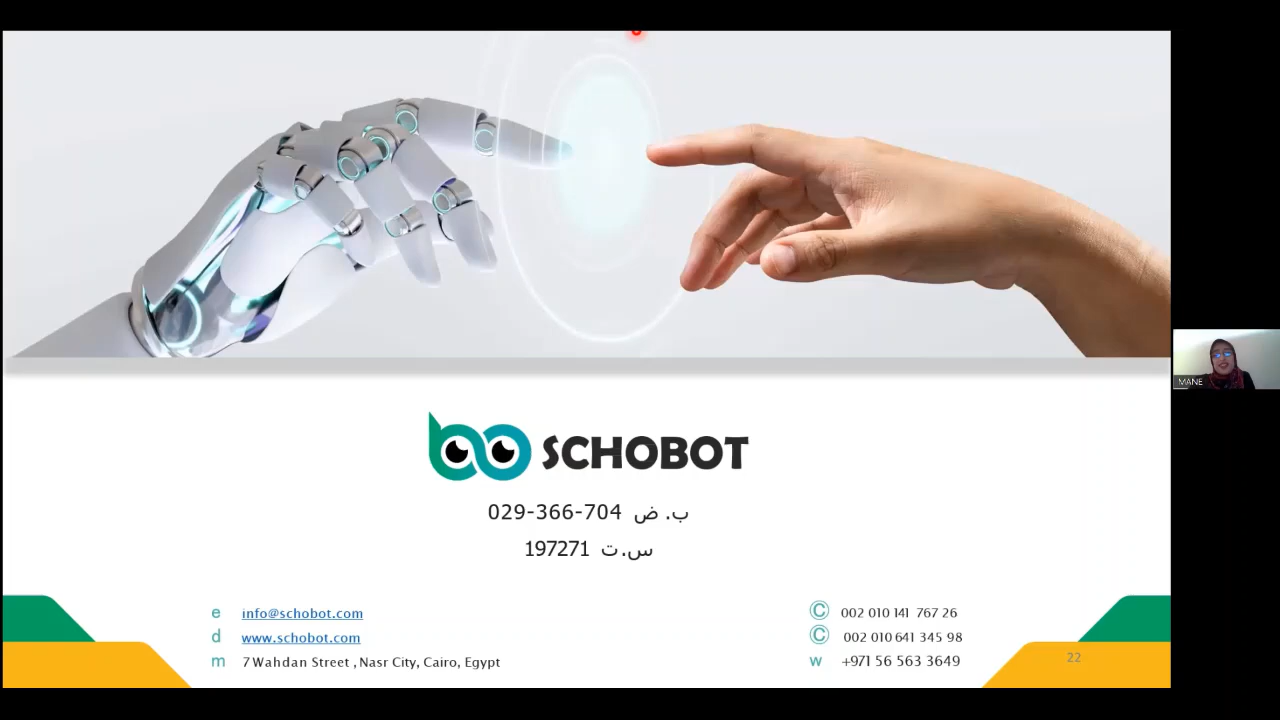 SCHOBOT
ب. ض 029-366-704
س.ت 197271
e info@schobot.com
d www.schobot.com
m 7 Wahdan Street , Nasr City, Cairo, Egypt
© 002 010 141 767 26
© 002 010 641 345 98
w +971 56 563 3649
22
MANE